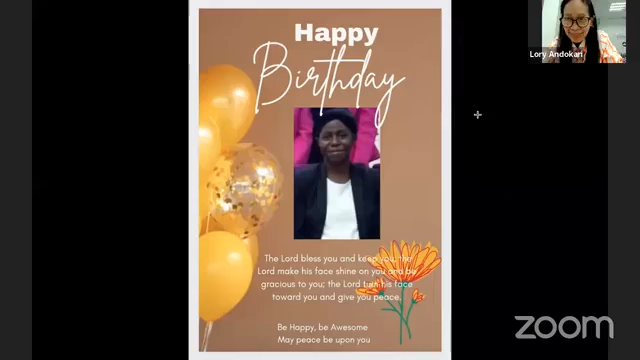 Happy
Birthday
Lory Andokari
The Lord bless you and keep you; the
Lord make his face shine on you and be
gracious to you; the Lord turn his face
toward you and give you peace.
Be Happy, be Awesome
May peace be upon you
zoom